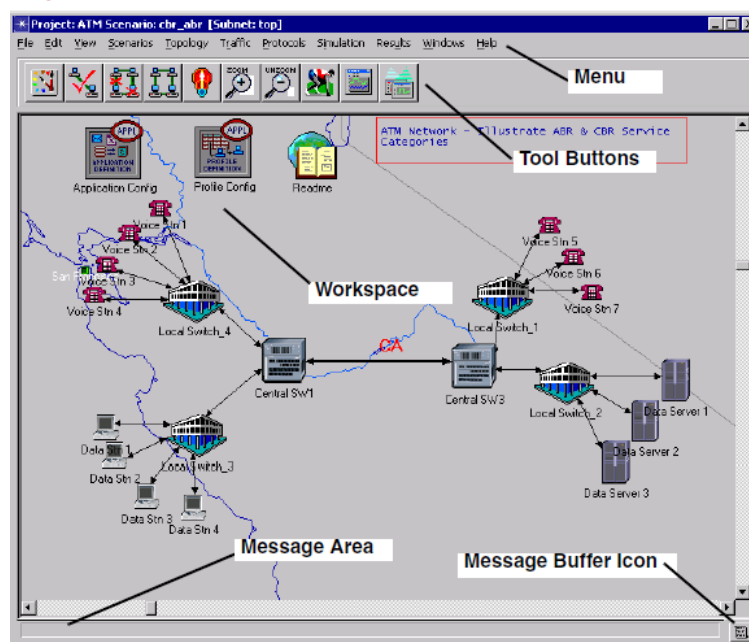 Project: ATM Scenario: cbr_abr [Subnet: top]
File Edit View Scenarios Topology Traffic Protocols Simulation Results Windows Help
Menu
ZOOM UNZOOM
Tool Buttons
ATM Network - Illustrate ABR & CBR Service
Categories
APPL APPL
APPLICATION DEFINITION
PROFILE DEFINITION
Application Config Profile Config Readme
Voice Stn 1
Voice Stn 2
Voice Stn 3
Voice Stn 4
Voice Stn 5
Voice Stn 6
Voice Stn 7
Workspace
Local Switch_4
Local Switch_1
CA
Central SW1
Central SW3
Local Switch_2
Data Server 1
Data Server 2
Data Server 3
Data Stn 1
Local Switch_3
Data Stn 2
Data Stn 3
Data Stn 4
Message Area
Message Buffer Icon